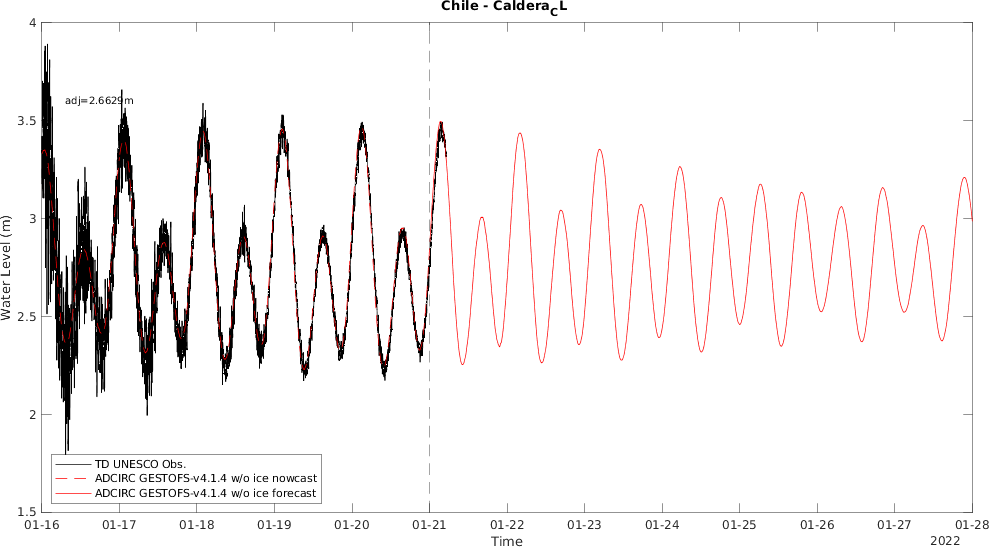 Chile - Caldera_CL
4
3.5
3
2.5
2
1.5
Water Level (m)
adj=2.6629m
TD UNESCO Obs.
ADCIRC GESTOFS-v4.1.4 w/o ice nowcast
ADCIRC GESTOFS-v4.1.4 w/o ice forecast
01-16 01-17 01-18 01-19 01-20 01-21 01-22 01-23 01-24 01-25 01-26 01-27 01-28
Time
2022